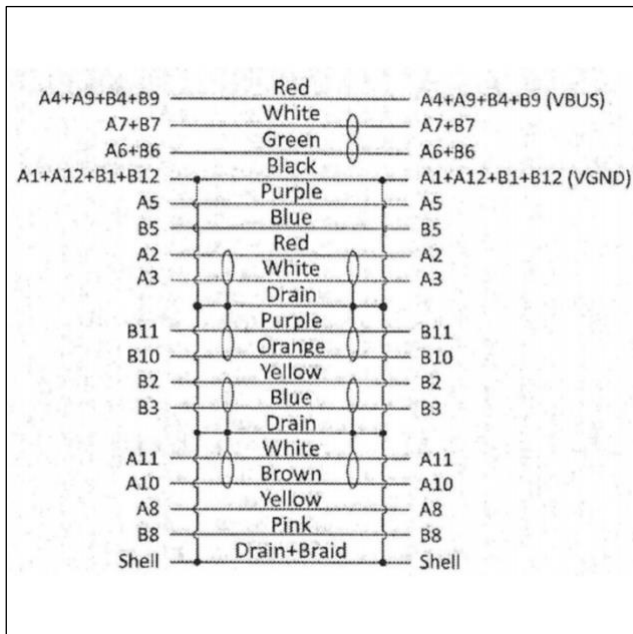 A4+A9+B4+B9 Red A4+A9+B4+B9 (VBUS)
A7+B7 White A7+B7
A6+B6 Green A6+B6
A1+A12+B1+B12 Black A1+A12+B1+B12 (VGND)
A5 Purple A5
B5 Blue B5
A2 Red A2
A3 White A3
Drain
B11 Purple B11
B10 Orange B10
B2 Yellow B2
B3 Blue B3
Drain
A11 White A11
A10 Brown A10
A8 Yellow A8
B8 Pink B8
Shell Drain+Braid Shell